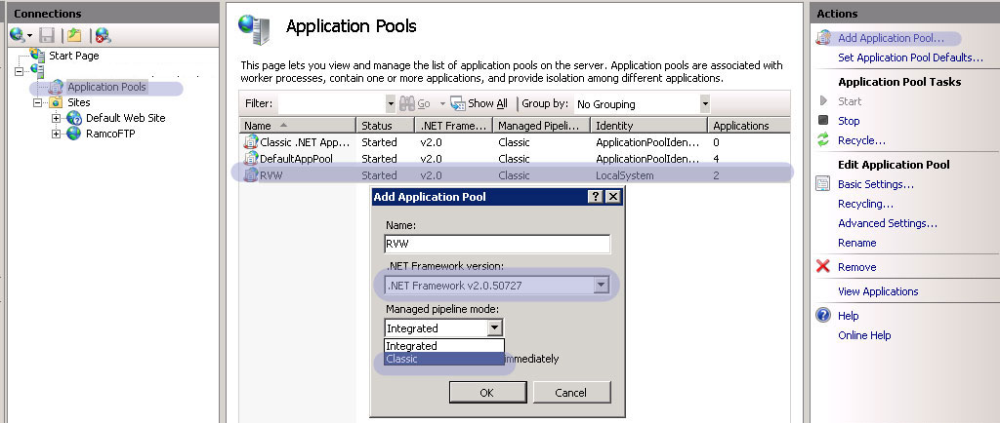 Connections
Start Page
Application Pools
Sites
Default Web Site
RamcoFTP
Application Pools
This page lets you view and manage the list of application pools on the server. Application pools are associated with
worker processes, contain one or more applications, and provide isolation among different applications.
Filter: Go Show All Group by: No Grouping
Name Status .NET Frame... Managed Pipeli... Identity Applications
Classic .NET App... Started v2.0 Classic ApplicationPoolIden... 0
DefaultAppPool Started v2.0 Classic ApplicationPoolIden... 4
RVW Started v2.0 Classic LocalSystem 2
Add Application Pool
Name:
RVW
.NET Framework version:
.NET Framework v2.0.50727
Managed pipeline mode:
Integrated
Integrated
Classic
immediately
OK Cancel
Actions
Add Application Pool...
Set Application Pool Defaults...
Application Pool Tasks
Start
Stop
Recycle...
Edit Application Pool
Basic Settings...
Recycling...
Advanced Settings...
Rename
Remove
View Applications
Help
Online Help